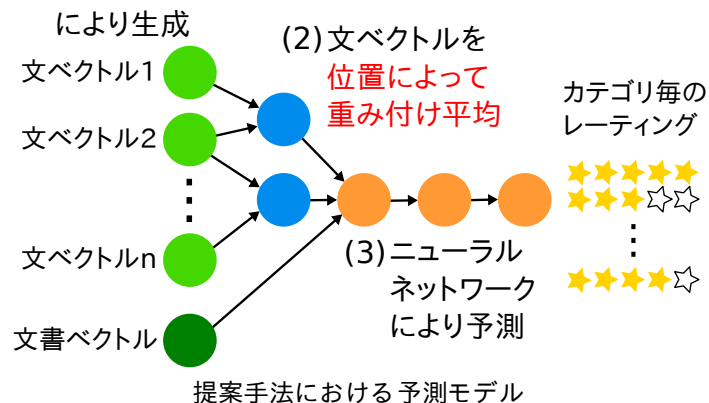 により生成
文ベクトル1
文ベクトル2
文ベクトルn
文書ベクトル
(2)文ベクトルを
位置によって
重み付け平均
(3)ニューラル
ネットワーク
により予測
カテゴリ毎の
レーティング
提案手法における予測モデル